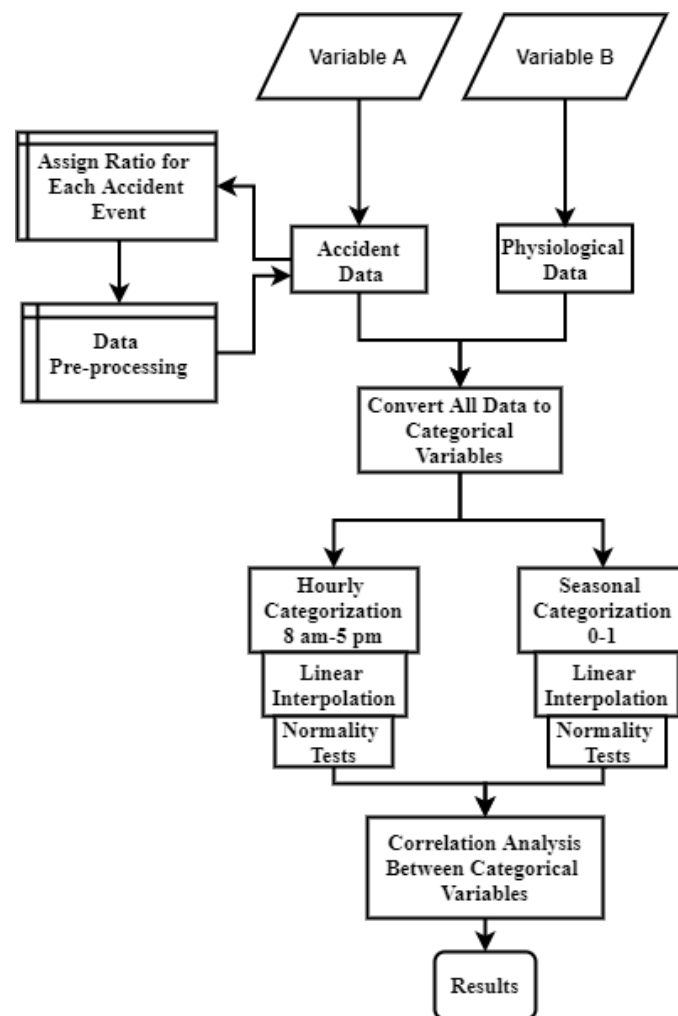 Variable A
Variable B
Assign Ratio for
Each Accident
Event
Accident
Data
Physiological
Data
Data
Pre-processing
Convert All Data to
Categorical
Variables
Hourly
Categorization
8 am-5 pm
Seasonal
Categorization
0-1
Linear
Interpolation
Linear
Interpolation
Normality
Tests
Normality
Tests
Correlation Analysis
Between Categorical
Variables
Results